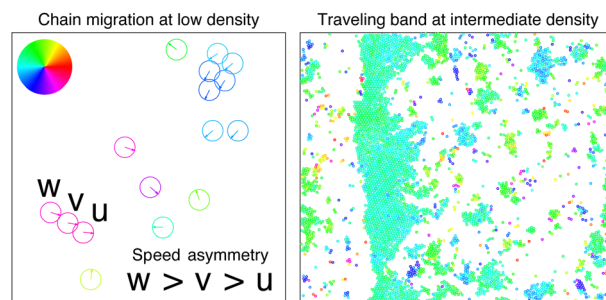 Chain migration at low density
Traveling band at intermediate density
w
v
u
Speed asymmetry
w > v > u